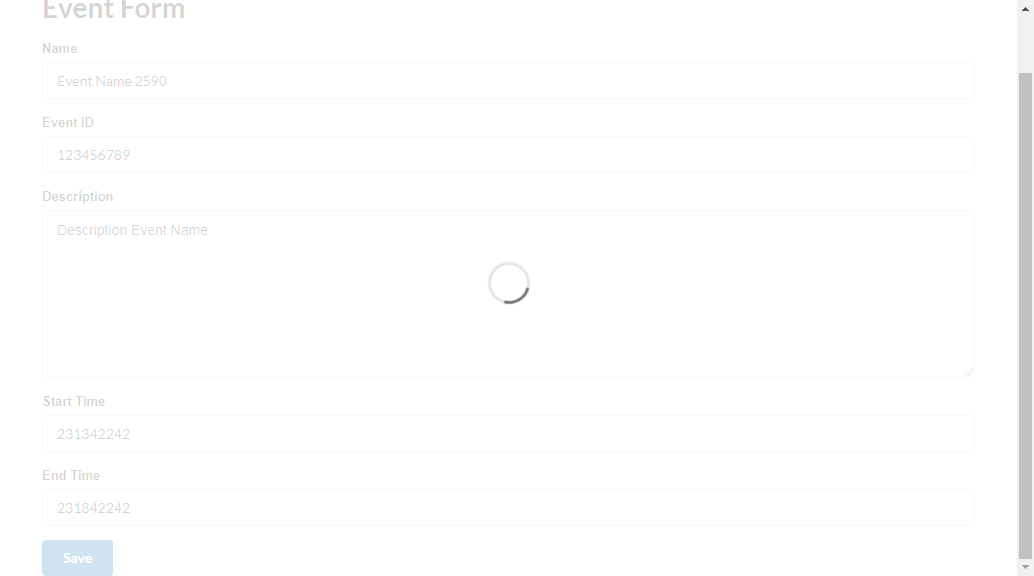 Event Form
Name
Event Name 2590
Event ID
123456789
Description
Description Event Name
Start Time
231342242
End Time
231842242
Save